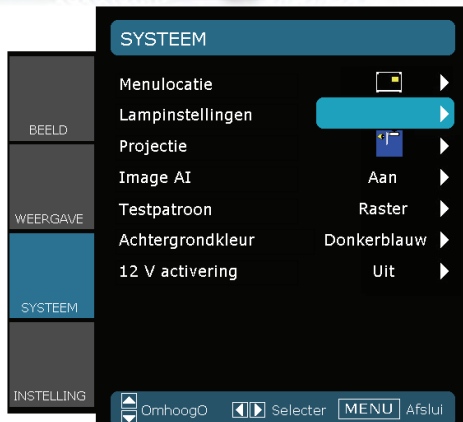 SYSTEEM
BEELD
WEERGAVE
SYSTEEM
INSTELLING
Menulocatie
Lampinstellingen
Projectie
Image AI Aan
Testpatroon Raster
Achtergrondkleur Donkerblauw
12 V activering Uit
OmhoogO Selecter MENU Afslui